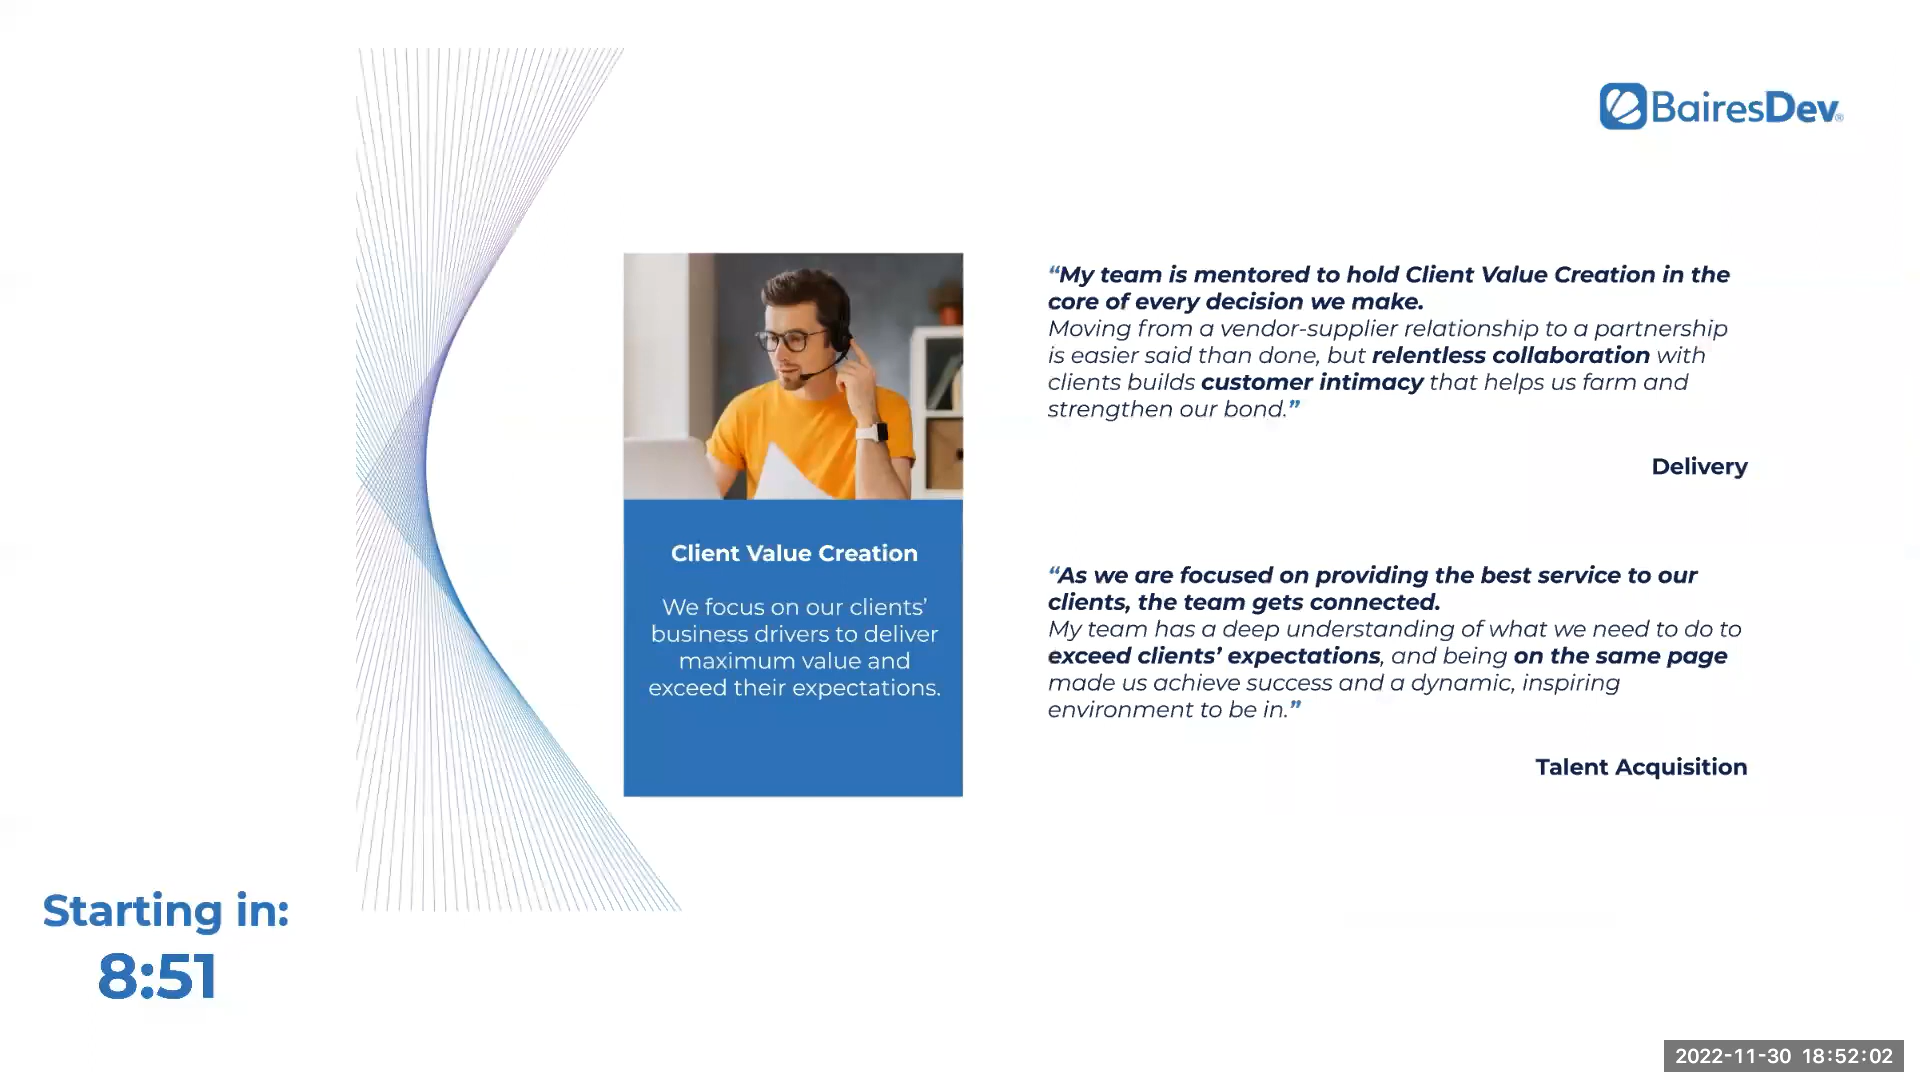 BairesDev®
“My team is mentored to hold Client Value Creation in the
core of every decision we make.
Moving from a vendor-supplier relationship to a partnership
is easier said than done, but relentless collaboration with
clients builds customer intimacy that helps us farm and
strengthen our bond.”
Delivery
Client Value Creation
We focus on our clients’
business drivers to deliver
maximum value and
exceed their expectations.
“As we are focused on providing the best service to our
clients, the team gets connected.
My team has a deep understanding of what we need to do to
exceed clients’ expectations, and being on the same page
made us achieve success and a dynamic, inspiring
environment to be in.”
Talent Acquisition
Starting in:
8:51
2022-11-30 18:52:02